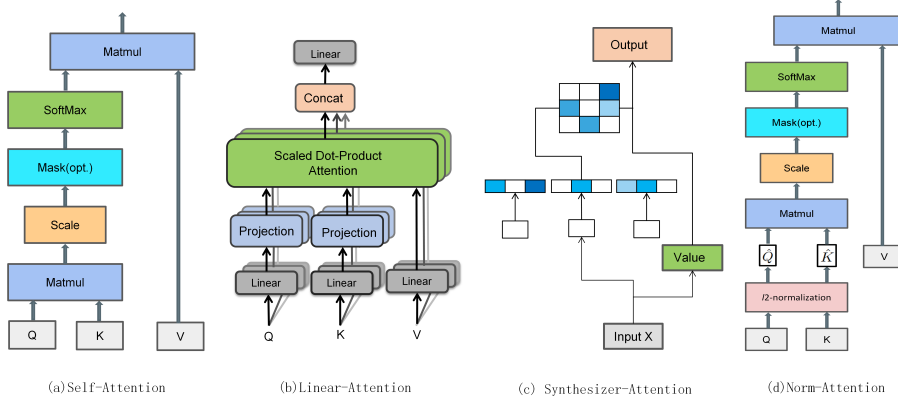 Matmul
SoftMax
Mask(opt.)
Scale
Matmul
Q
K
V
(a)Self-Attention
Linear
Concat
Scaled Dot-Product
Attention
Projection
Projection
Linear
Linear
Linear
Q
K
V
(b)Linear-Attention
Output
Value
Input X
(c) Synthesizer-Attention
Matmul
SoftMax
Mask(opt.)
Scale
Matmul
Q̂
K̂
V
l2-normalization
Q
K
(d)Norm-Attention